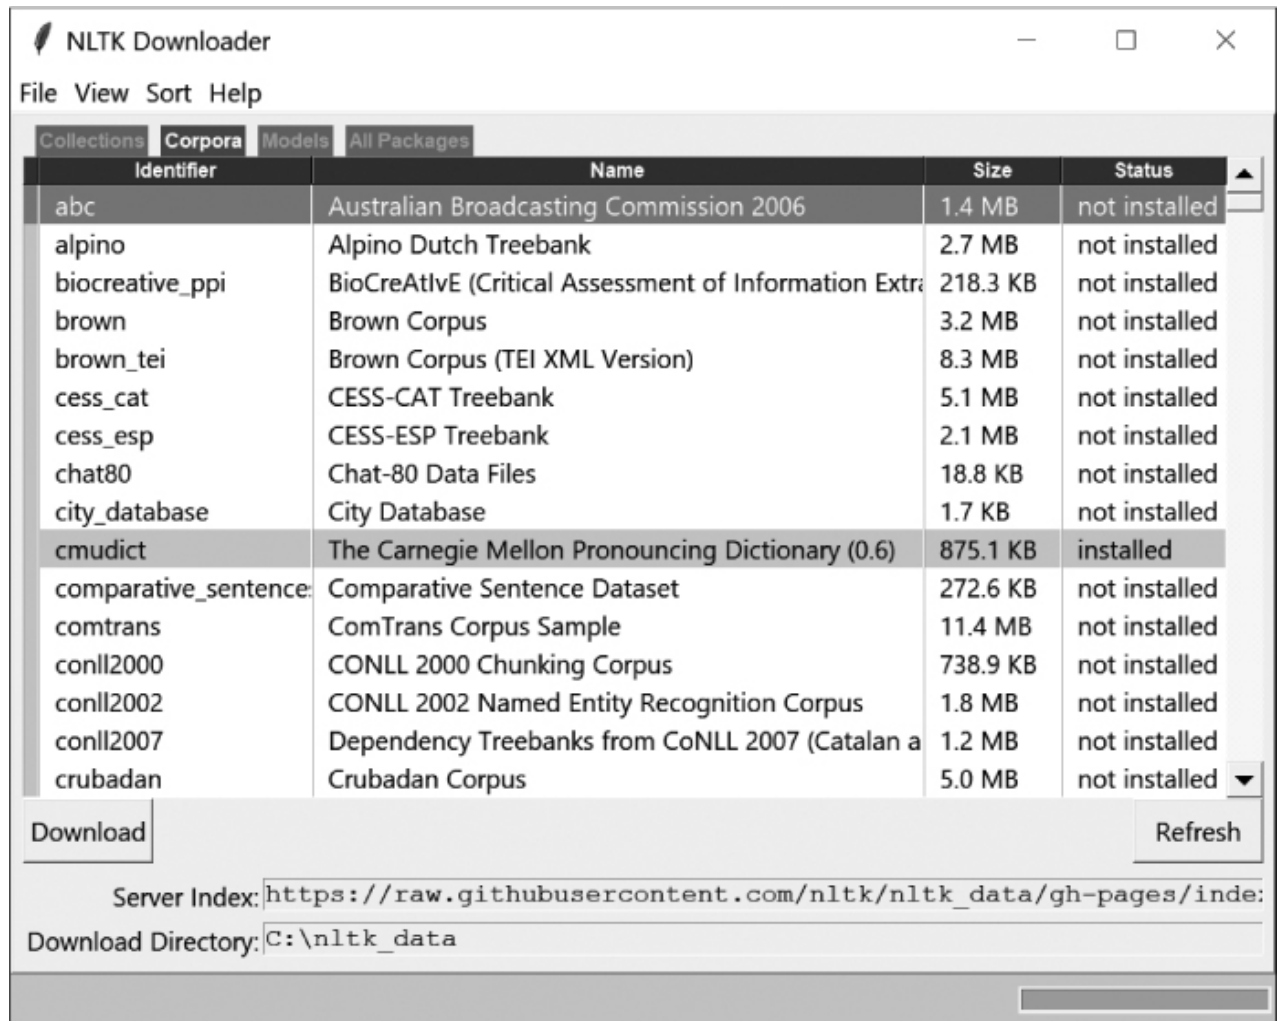 NLTK Downloader
File View Sort Help
Collections Corpora Models All Packages
Identifier Name Size Status
abc Australian Broadcasting Commission 2006 1.4 MB not installed
alpino Alpino Dutch Treebank 2.7 MB not installed
biocreative_ppi BioCreAtIvE (Critical Assessment of Information Extra 218.3 KB not installed
brown Brown Corpus 3.2 MB not installed
brown_tei Brown Corpus (TEI XML Version) 8.3 MB not installed
cess_cat CESS-CAT Treebank 5.1 MB not installed
cess_esp CESS-ESP Treebank 2.1 MB not installed
chat80 Chat-80 Data Files 18.8 KB not installed
city_database City Database 1.7 KB not installed
cmudict The Carnegie Mellon Pronouncing Dictionary (0.6) 875.1 KB installed
comparative_sentences Comparative Sentence Dataset 272.6 KB not installed
comtrans ComTrans Corpus Sample 11.4 MB not installed
conll2000 CONLL 2000 Chunking Corpus 738.9 KB not installed
conll2002 CONLL 2002 Named Entity Recognition Corpus 1.8 MB not installed
conll2007 Dependency Treebanks from CoNLL 2007 (Catalan a 1.2 MB not installed
crubadan Crubadan Corpus 5.0 MB not installed
Download Refresh
Server Index: https://raw.githubusercontent.com/nltk/nltk_data/gh-pages/index
Download Directory: C:\nltk_data